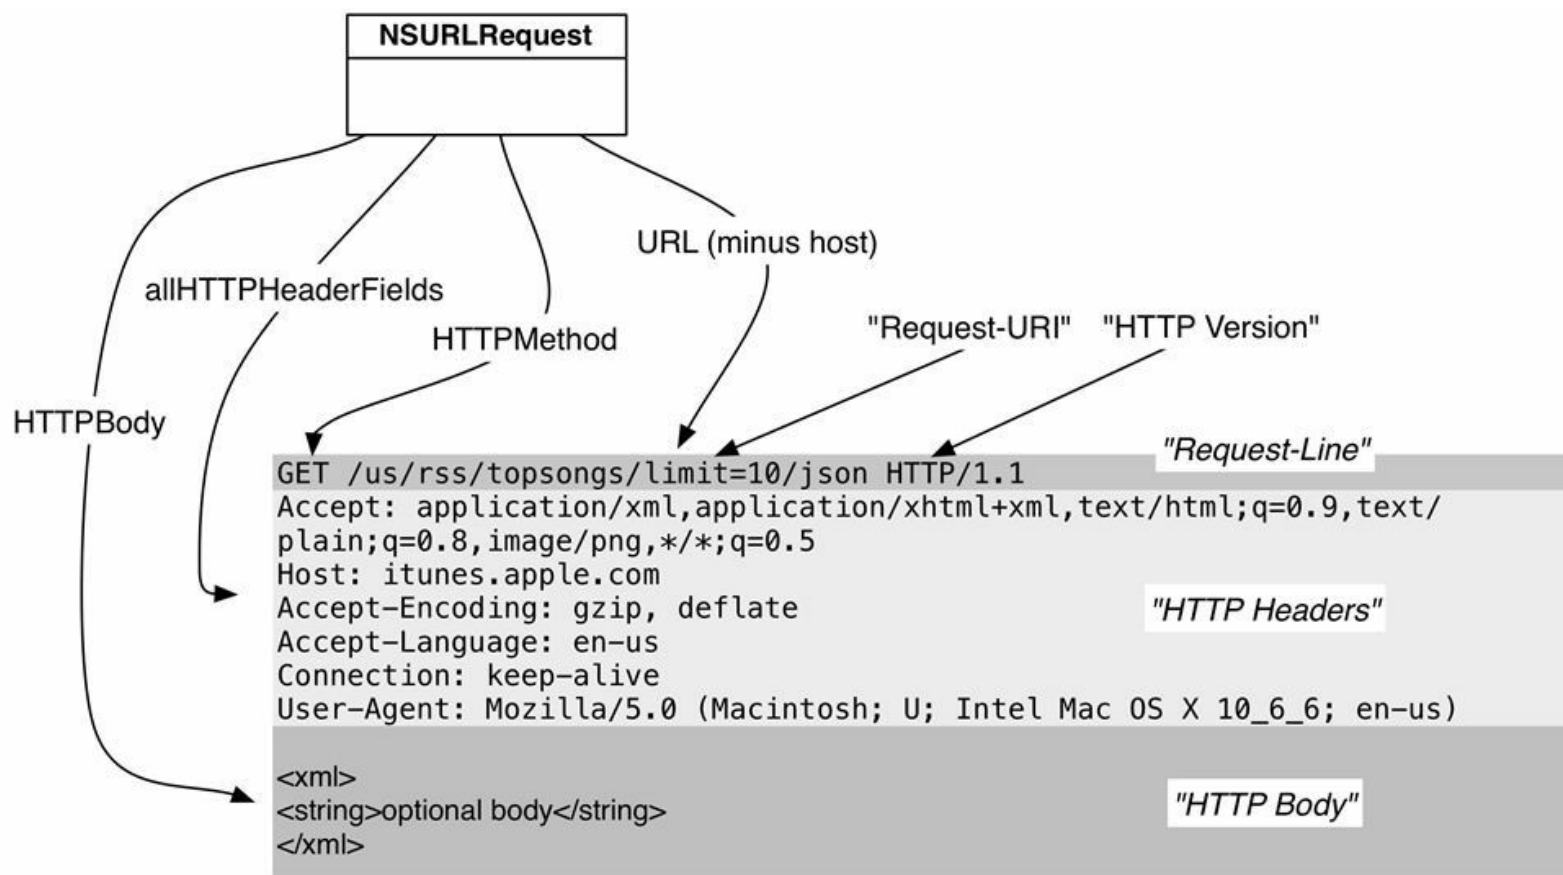 NSURLRequest
URL (minus host)
allHTTPHeaderFields
"Request-URI" "HTTP Version"
HTTPMethod
HTTPBody
"Request-Line"
GET /us/rss/topsongs/limit=10/json HTTP/1.1
Accept: application/xml,application/xhtml+xml,text/html;q=0.9,text/
plain;q=0.8,image/png,*/*;q=0.5
Host: itunes.apple.com
Accept-Encoding: gzip, deflate
"HTTP Headers"
Accept-Language: en-us
Connection: keep-alive
User-Agent: Mozilla/5.0 (Macintosh; U; Intel Mac OS X 10_6_6; en-us)
<xml>
<string>optional body</string>
"HTTP Body"
</xml>